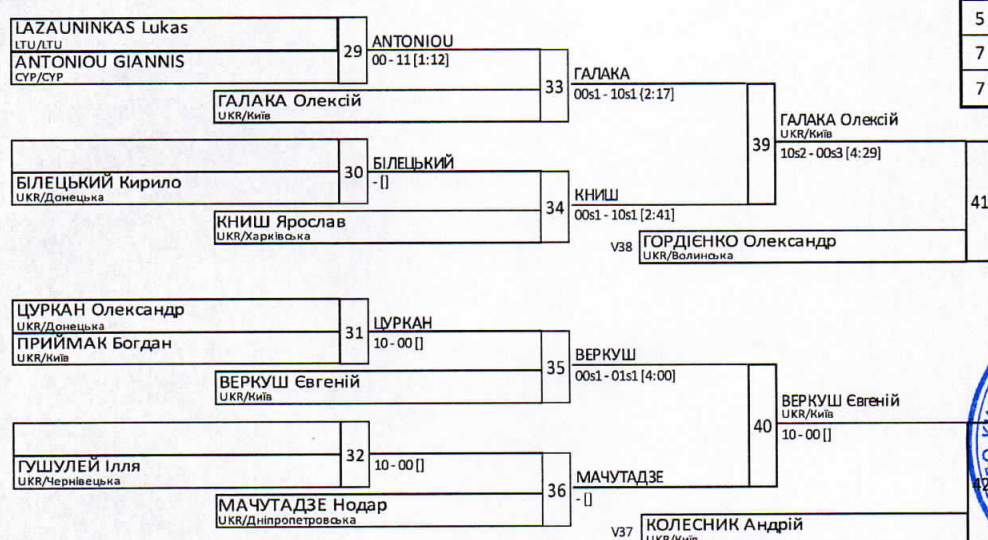 LAZAUNINKAS Lukas
LTU/LTU
ANTONIOU GIANNIS
CYP/CYP
29
ANTONIOU
00 - 11 [1:12]
ГАЛАКА Олексій
UKR/Київ
33
ГАЛАКА
00s1 - 10s1 (2:17]
БІЛЕЦЬКИЙ Кирило
UKR/Донецька
30
БІЛЕЦЬКИЙ
- []
КНИШ Ярослав
UKR/Харківська
34
КНИШ
00s1 - 10s1 [2:41]
39
ГАЛАКА Олексій
UKR/Київ
10s2 - 00s3 [4:29]
V38
ГОРДІЄНКО Олександр
UKR/Волинська
41
ЦУРКАН Олександр
UKR/Донецька
ПРИЙМАК Богдан
UKR/Київ
31
ЦУРКАН
10 - 00 []
ВЕРКУШ Євгеній
UKR/Київ
35
ВЕРКУШ
00s1 - 01s1 [4:00]
ГУШУЛЕЙ Ілля
UKR/Чернівецька
32
10 - 00 []
МАЧУТАДЗЕ Нодар
UKR/Дніпропетровська
36
МАЧУТАДЗЕ
- []
40
ВЕРКУШ Євгеній
UKR/Київ
10 - 00 []
V37
КОЛЕСНИК Андрій
UKR/Київ
42
5
7
7